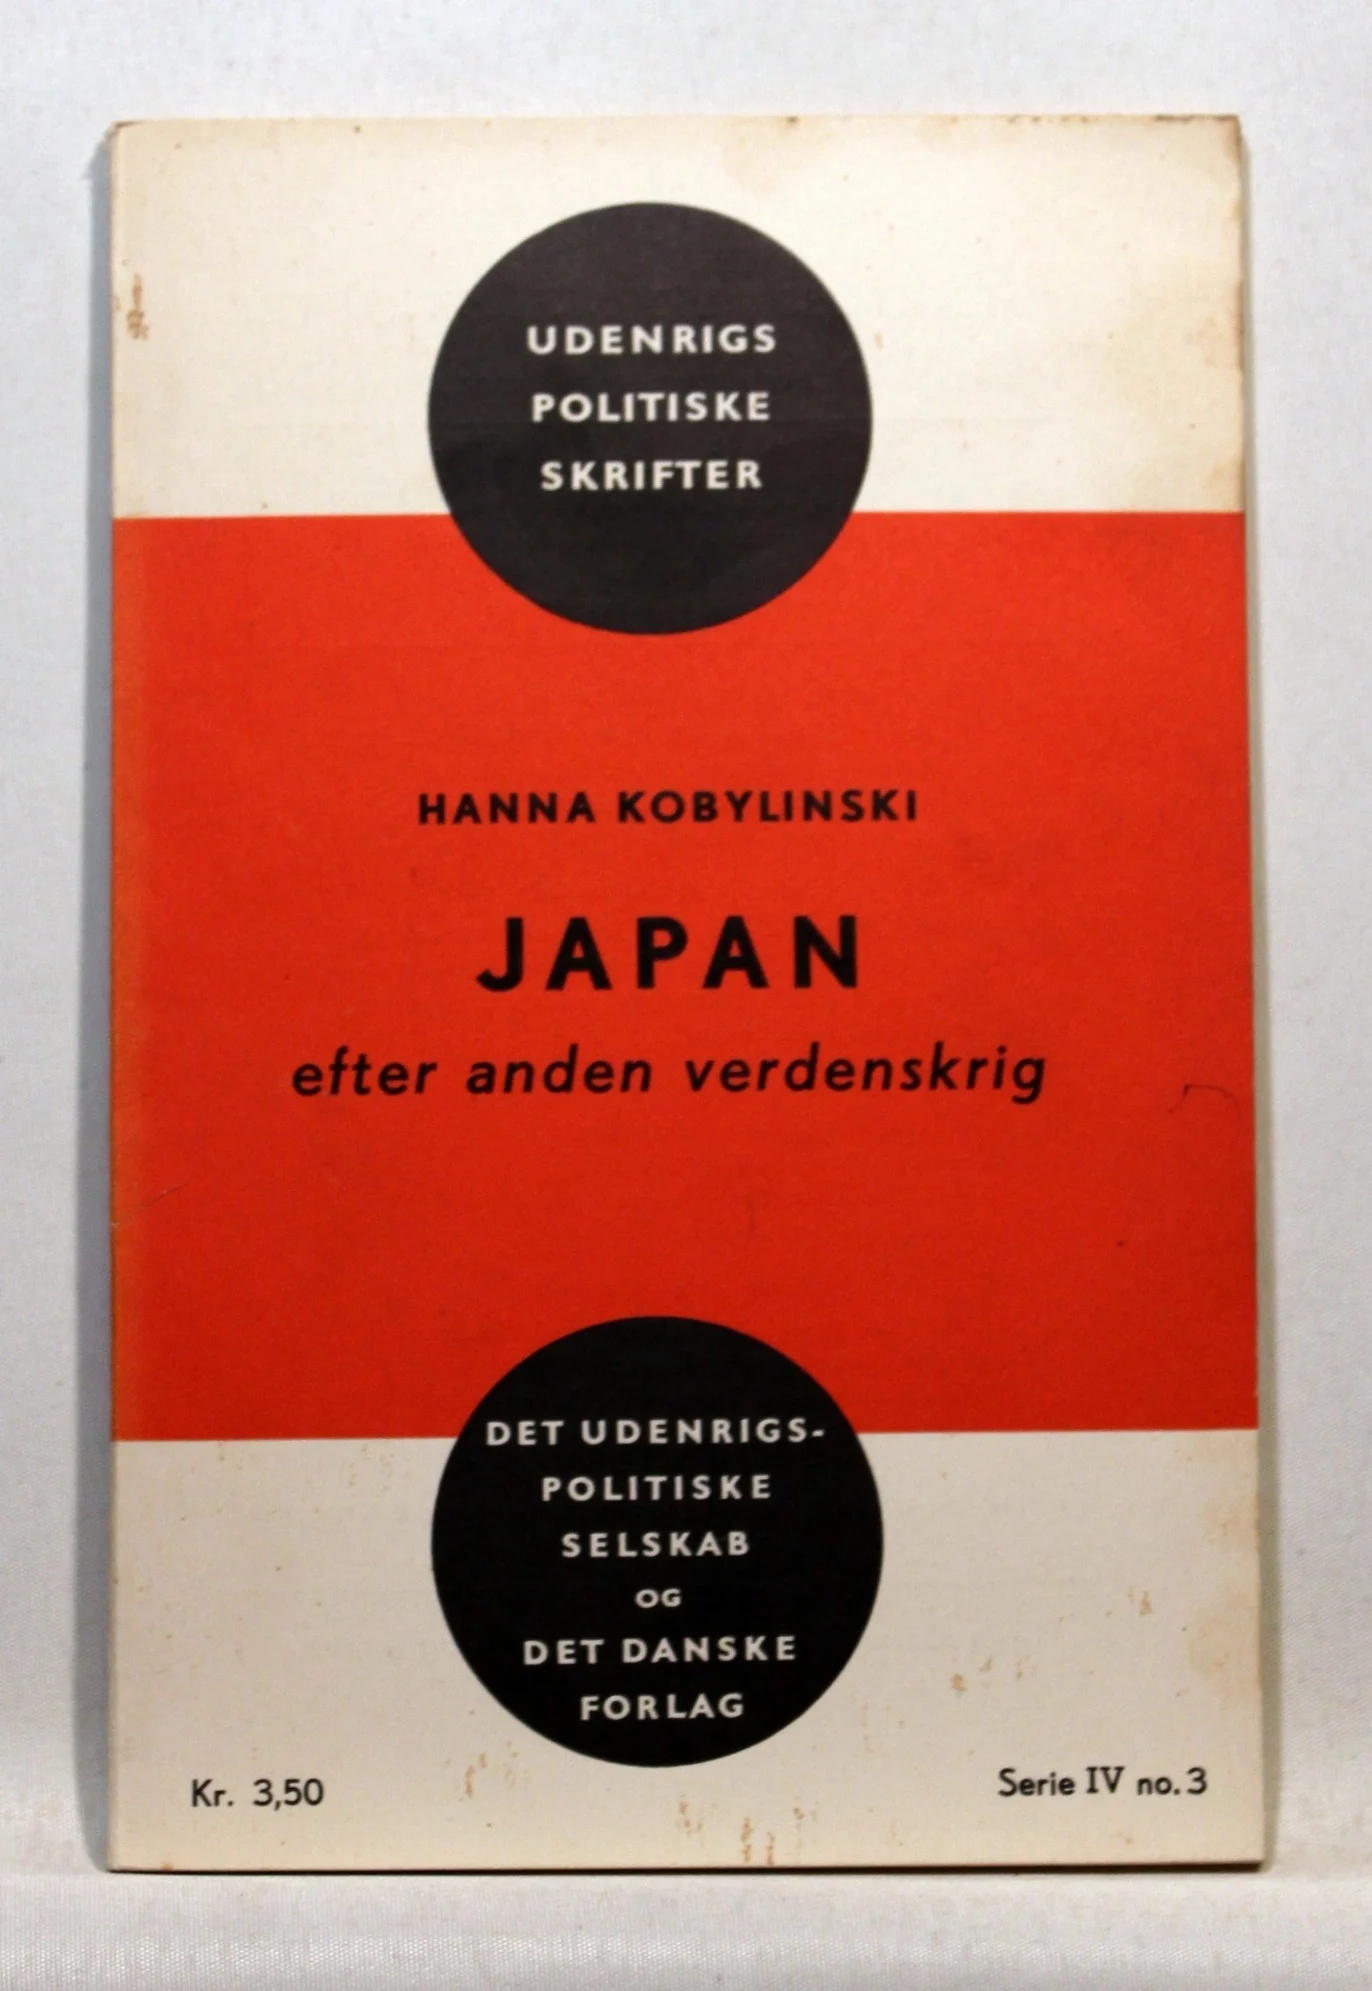 UDENRIGS
POLITISKE
SKRIFTER
HANNA KOBYLINSKI
JAPAN
efter anden verdenskrig
DET UDENRIGS-
POLITISKE
SELSKAB
OG
DET DANSKE
FORLAG
Kr. 3,50
Serie IV no. 3